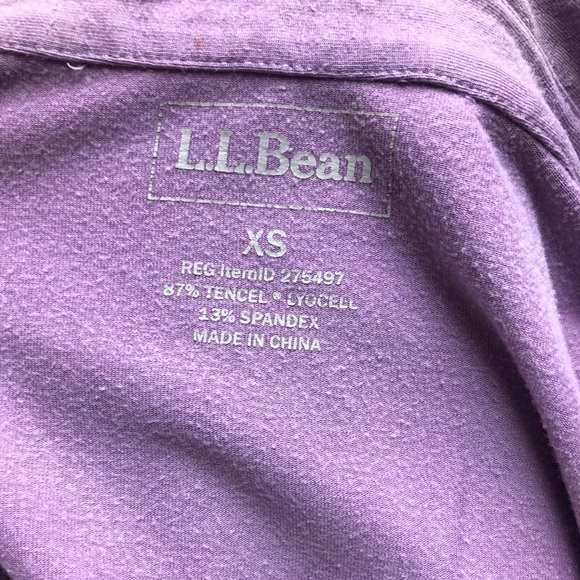 L.L.Bean
XS
REG ItemID 275497
87% TENCEL ® LYOCELL
13% SPANDEX
MADE IN CHINA